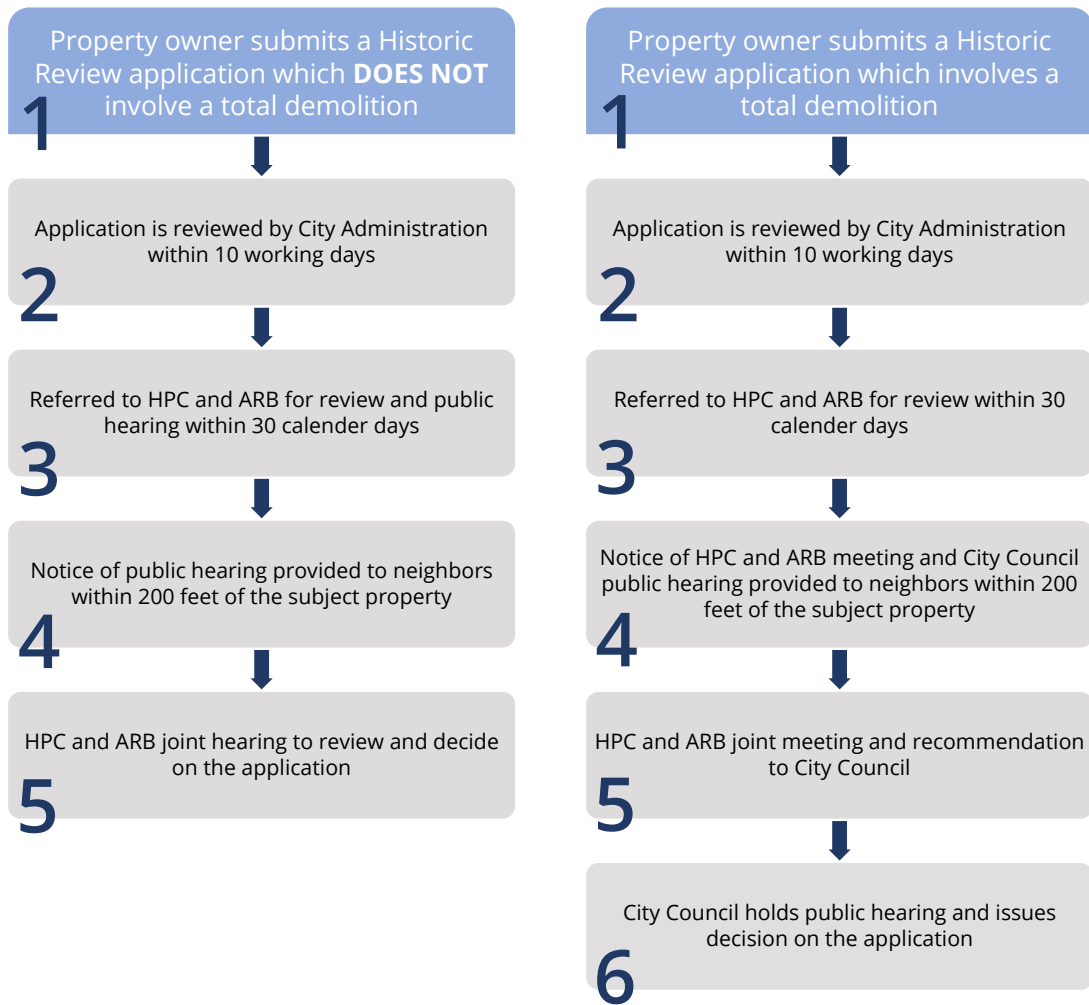 Property owner submits a Historic
Review application which DOES NOT
involve a total demolition
1
Application is reviewed by City Administration
within 10 working days
2
Referred to HPC and ARB for review and public
hearing within 30 calender days
3
Notice of public hearing provided to neighbors
within 200 feet of the subject property
4
HPC and ARB joint hearing to review and decide
on the application
5
Property owner submits a Historic
Review application which involves a
total demolition
1
Application is reviewed by City Administration
within 10 working days
2
Referred to HPC and ARB for review within 30
calender days
3
Notice of HPC and ARB meeting and City Council
public hearing provided to neighbors within 200
feet of the subject property
4
HPC and ARB joint meeting and recommendation
to City Council
5
City Council holds public hearing and issues
decision on the application
6